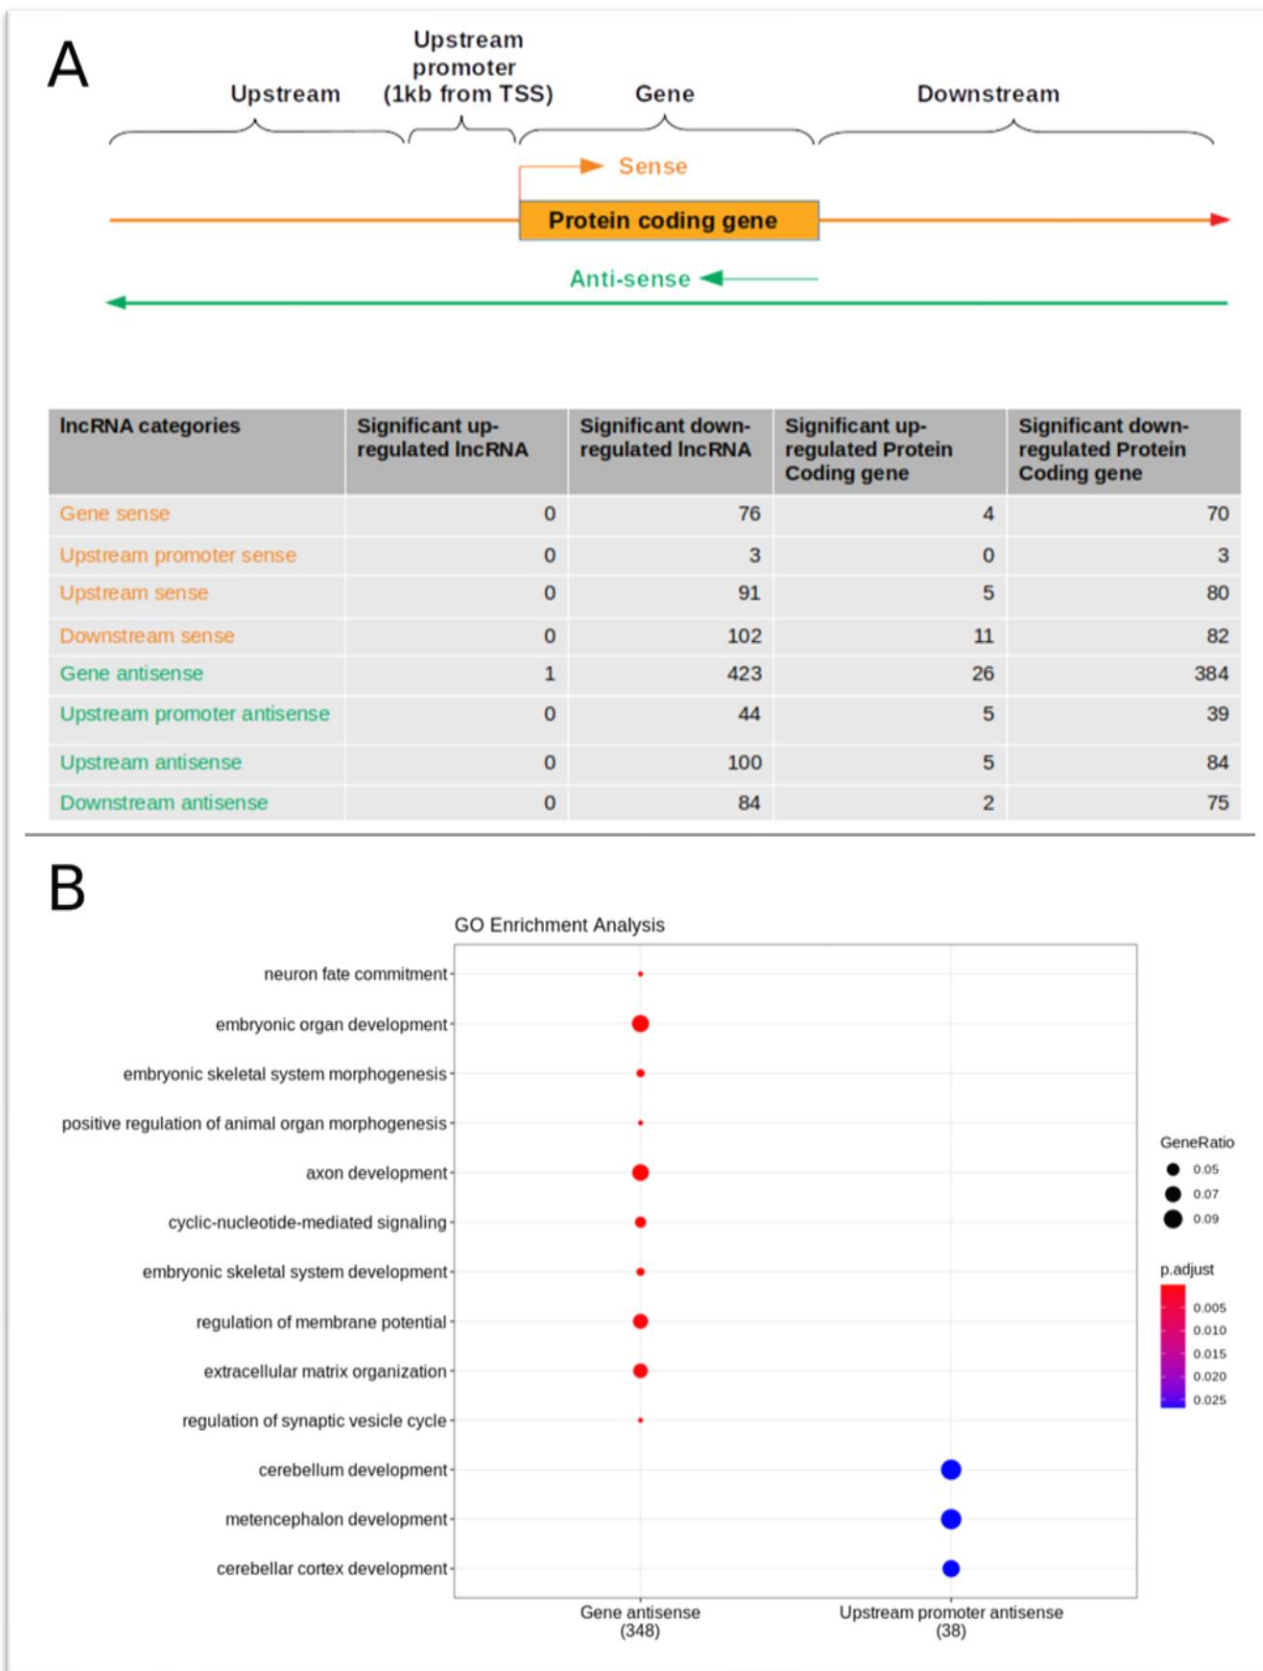 A
Upstream
Upstream
promoter
(1kb from TSS)
Gene
Downstream
Sense
Protein coding gene
Anti-sense
lncRNA categories
Significant up-
regulated lncRNA
Significant down-
regulated lncRNA
Significant up-
regulated Protein
Coding gene
Significant down-
regulated Protein
Coding gene
Gene sense 0 76 4 70
Upstream promoter sense 0 3 0 3
Upstream sense 0 91 5 80
Downstream sense 0 102 11 82
Gene antisense 1 423 26 384
Upstream promoter antisense 0 44 5 39
Upstream antisense 0 100 5 84
Downstream antisense 0 84 2 75
B
GO Enrichment Analysis
neuron fate commitment
embryonic organ development
embryonic skeletal system morphogenesis
positive regulation of animal organ morphogenesis
axon development
cyclic-nucleotide-mediated signaling
embryonic skeletal system development
regulation of membrane potential
extracellular matrix organization
regulation of synaptic vesicle cycle
cerebellum development
metencephalon development
cerebellar cortex development
Gene antisense
(348)
Upstream promoter antisense
(38)
GeneRatio
0.05
0.07
0.09
p.adjust
0.005
0.010
0.015
0.020
0.025